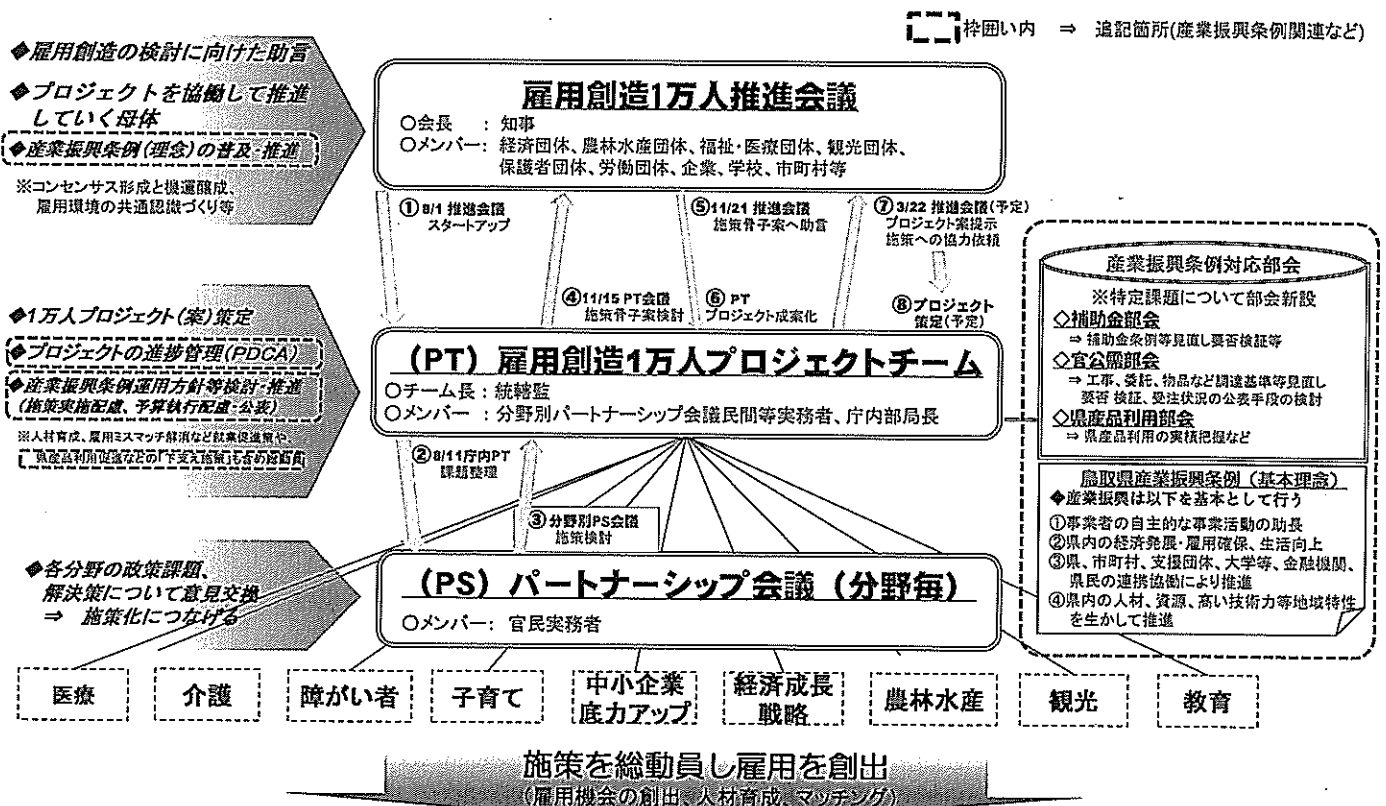 枠囲い内 ⇒ 追記箇所(産業振興条例関連など)
◆雇用創造の検討に向けた助言
◆プロジェクトを協働して推進
していく母体
◆産業振興条例(理念)の普及・推進
※コンセンサス形成と機運醸成、
雇用環境の共通認識づくり等
雇用創造1万人推進会議
○会長 : 知事
○メンバー: 経済団体、農林水産団体、福祉・医療団体、観光団体、
保護者団体、労働団体、企業、学校、市町村等
①8/1 推進会議
スタートアップ
⑤11/21 推進会議
施策骨子案へ助言
⑦3/22 推進会議(予定)
プロジェクト案提示
施策への協力依頼
④11/15 PT会議
施策骨子案検討
⑥ PT
プロジェクト成案化
⑧プロジェクト
策定(予定)
◆1万人プロジェクト(案)策定
◆プロジェクトの進捗管理(PDCA)
◆産業振興条例運用方針等検討・推進
(施策実施配慮、予算執行配慮・公表)
※人材育成、雇用ミスマッチ解消など就業促進策や、
県産品利用促進などの「下支え施策」も含め総動員
(PT)雇用創造1万人プロジェクトチーム
○チーム長:統轄監
○メンバー :分野別パートナーシップ会議民間等実務者、庁内部局長
②8/11庁内PT
課題整理
③分野別PS会議
施策検討
◆各分野の政策課題、
解決策について意見交換
⇒ 施策化につなげる
(PS)パートナーシップ会議(分野毎)
○メンバー: 官民実務者
産業振興条例対応部会
※特定課題について部会新設
◇補助金部会
⇒ 補助金条例等見直し要否検証等
◇官公需部会
⇒ 工事、委託、物品など調達基準等見直し
要否 検証、受注状況の公表手段の検討
◇県産品利用部会
⇒ 県産品利用の実績把握など
鳥取県産業振興条例(基本理念)
◆産業振興は以下を基本として行う
①事業者の自主的な事業活動の助長
②県内の経済発展・雇用確保、生活向上
③県、市町村、支援団体、大学等、金融機関、
県民の連携協働により推進
④県内の人材、資源、高い技術力等地域特性
を生かして推進
医療
介護
障がい者
子育て
中小企業
底力アップ
経済成長
戦略
農林水産
観光
教育
施策を総動員し雇用を創出
(雇用機会の創出、人材育成、マッチング)